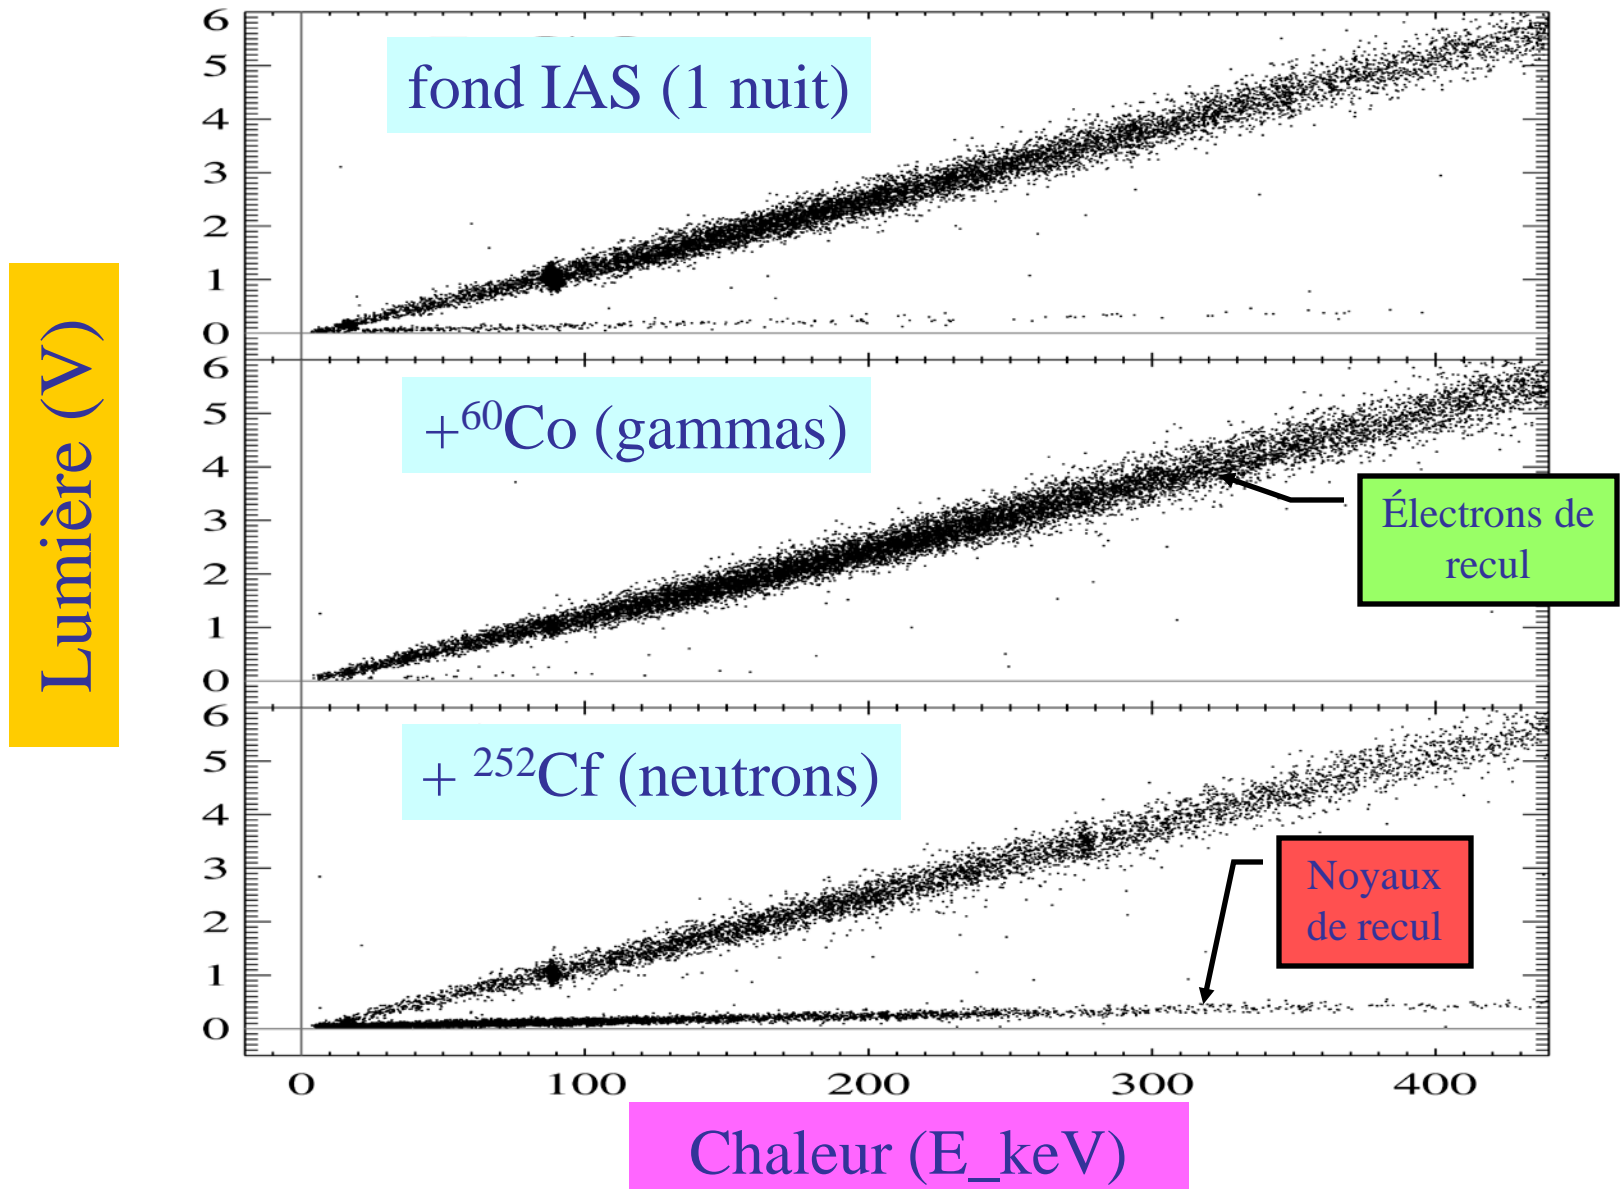 6
5
4
3
2
1
0
fond IAS (1 nuit)
6
5
4
3
2
1
0
+⁶⁰Co (gammas)
Électrons de
recul
6
5
4
3
2
1
0
+ ²⁵²Cf (neutrons)
Noyaux
de recul
Lumière (V)
0 100 200 300 400
Chaleur (E_keV)